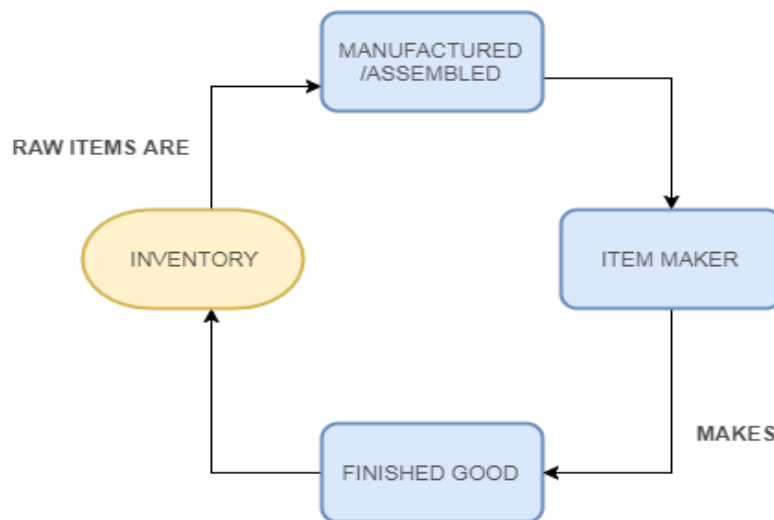 MANUFACTURED
/ASSEMBLED
RAW ITEMS ARE
INVENTORY
ITEM MAKER
MAKES
FINISHED GOOD